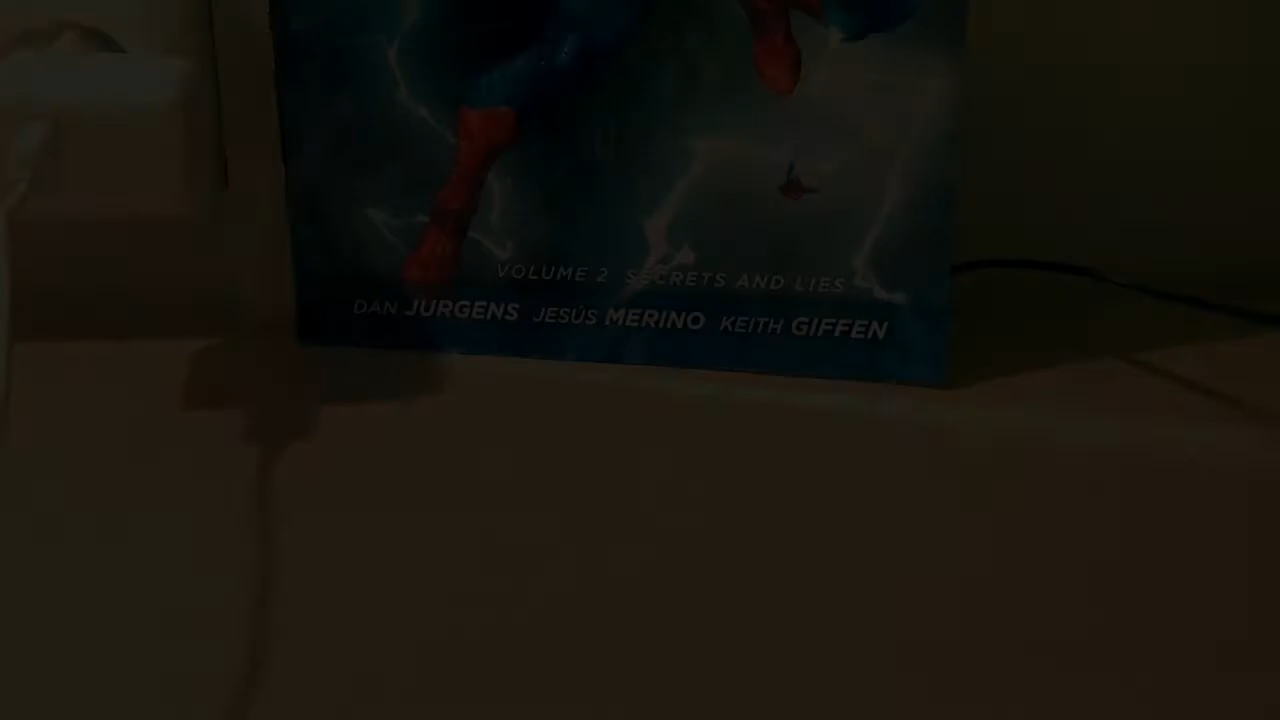 VOLUME 2 SECRETS AND LIES
DAN JURGENS JESÚS MERINO KEITH GIFFEN